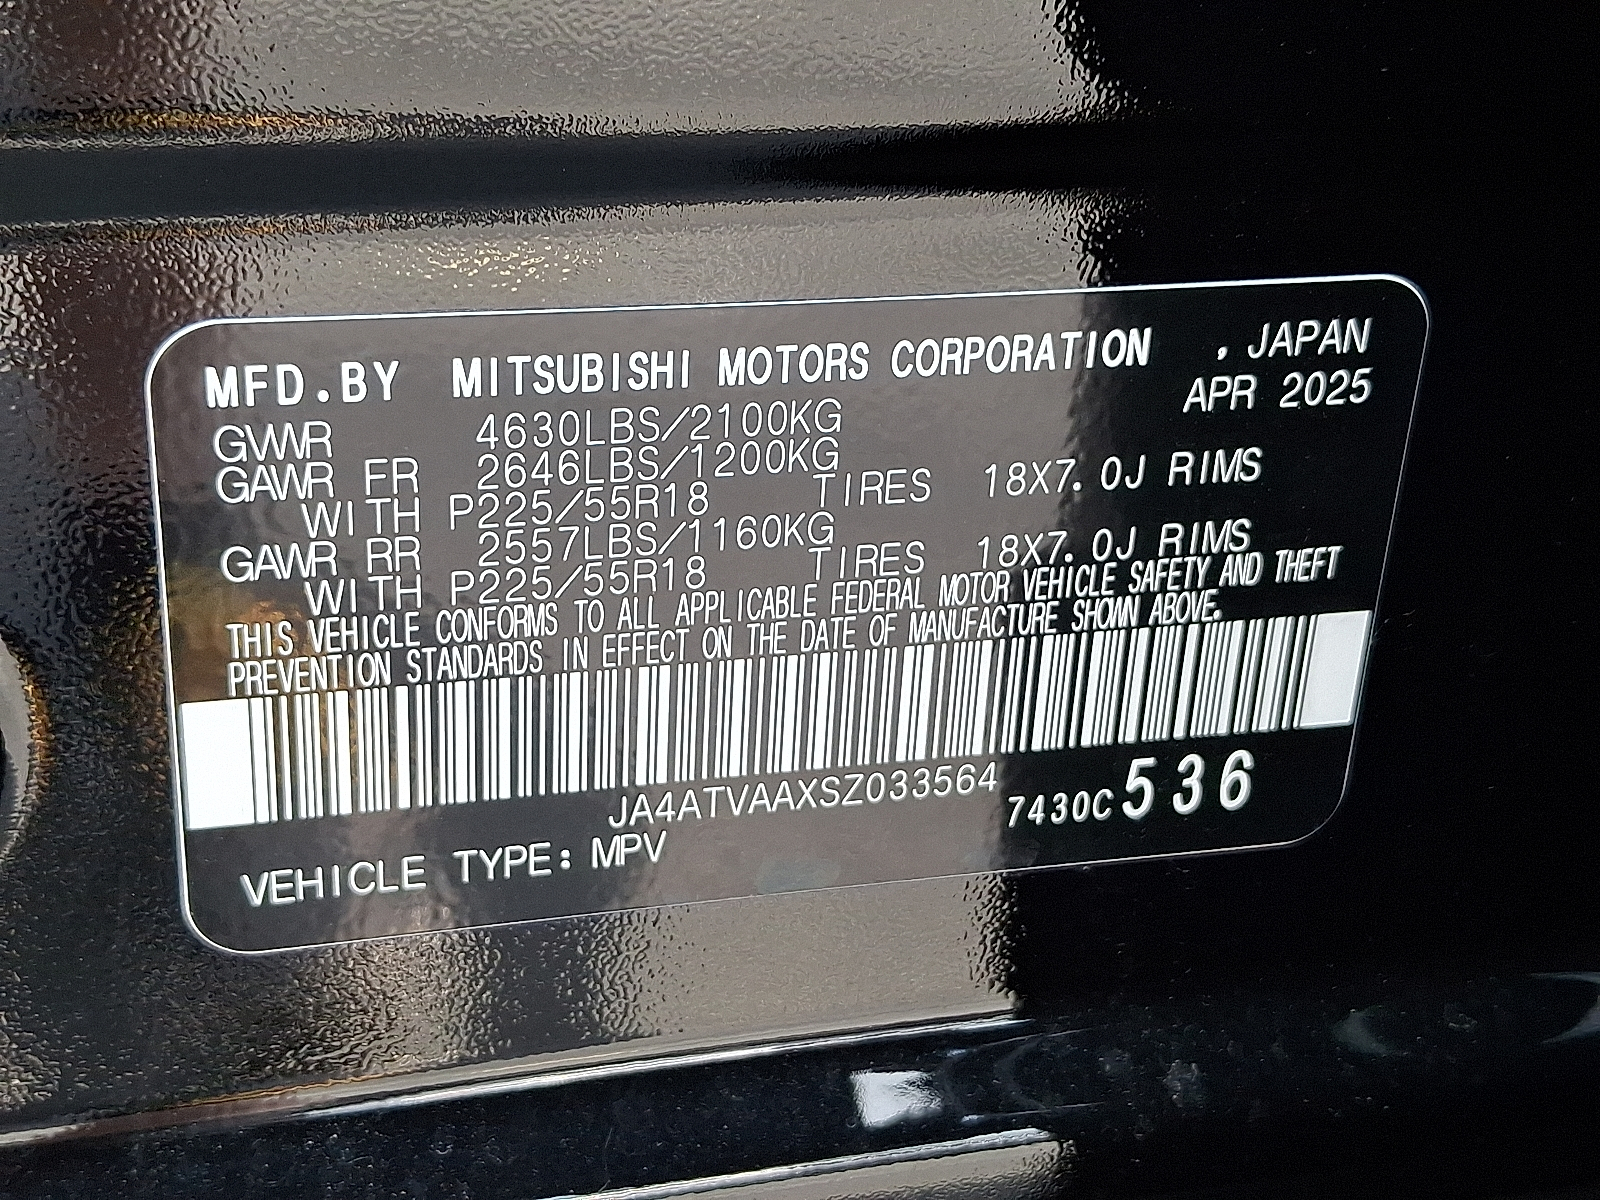 MFD.BY MITSUBISHI MOTORS CORPORATION , JAPAN
APR 2025
GVWR 4630LBS/2100KG
GAWR FR 2646LBS/1200KG
WITH P225/55R18 TIRES 18X7.0J RIMS
GAWR RR 2557LBS/1160KG
WITH P225/55R18 TIRES 18X7.0J RIMS
THIS VEHICLE CONFORMS TO ALL APPLICABLE FEDERAL MOTOR VEHICLE SAFETY AND THEFT
PREVENTION STANDARDS IN EFFECT ON THE DATE OF MANUFACTURE SHOWN ABOVE.
JA4ATVAAXSZ033564 7430C536
VEHICLE TYPE: MPV